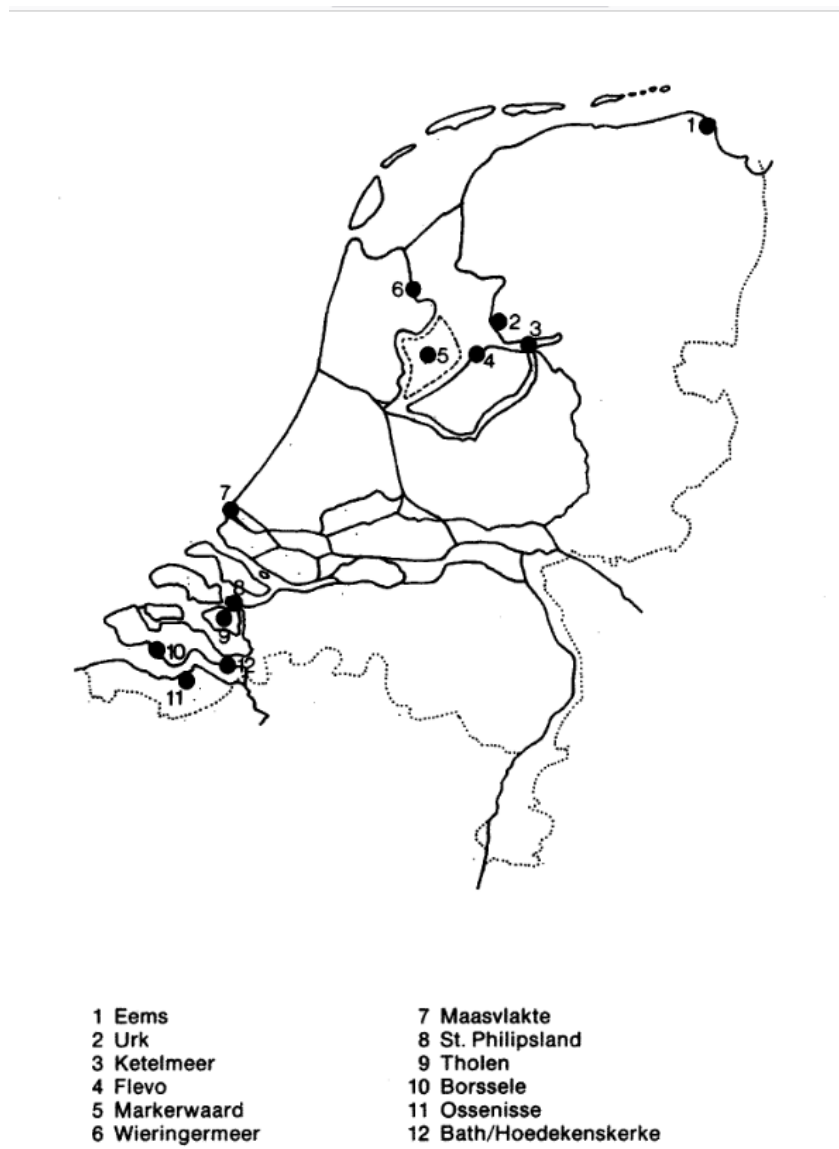 1
6
2
3
5
4
7
8
9
10
12
11
1 Eems
2 Urk
3 Ketelmeer
4 Flevo
5 Markerwaard
6 Wieringermeer
7 Maasvlakte
8 St. Philipsland
9 Tholen
10 Borssele
11 Ossenisse
12 Bath/Hoedekenskerke